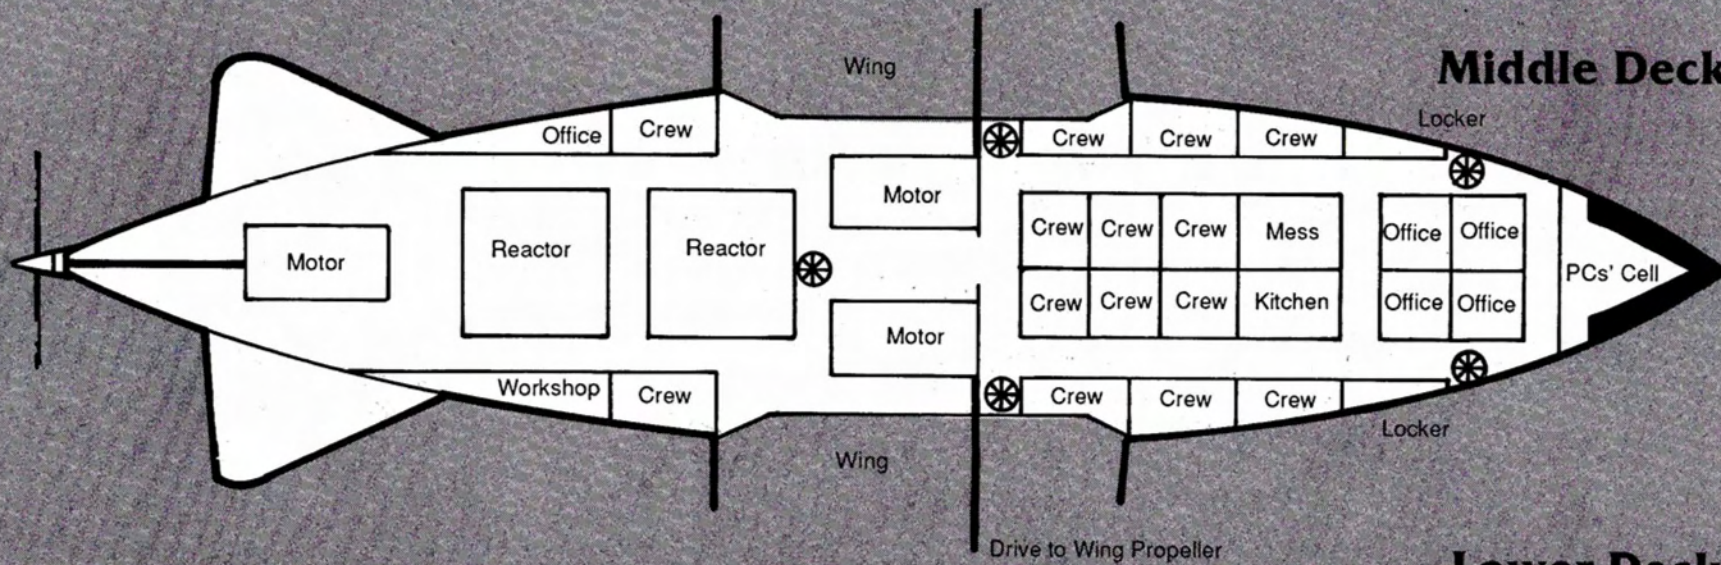 Middle Deck
Wing
Locker
Office Crew Crew Crew Crew
Motor
Crew Crew Crew Mess Office Office
Reactor Reactor
Motor PCs' Cell
Crew Crew Crew Kitchen Office Office
Motor
Workshop Crew Crew Crew Crew
Locker
Wing
Drive to Wing Propeller
Lower Deck